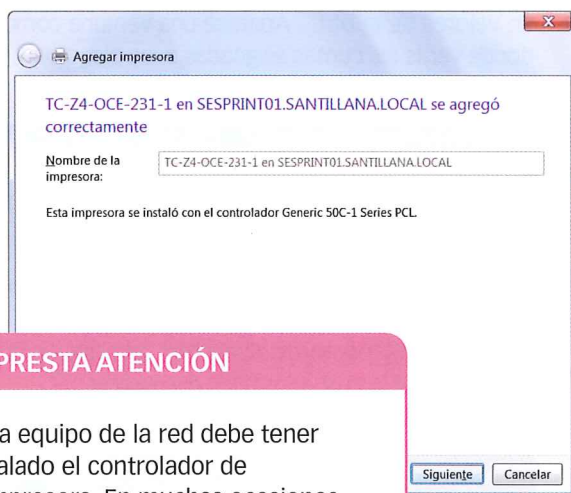 Agregar impresora
TC-Z4-OCE-231-1 en SESPRINT01.SANTILLANA.LOCAL se agregó
correctamente
Nombre de la
impresora:
TC-Z4-OCE-231-1 en SESPRINT01.SANTILLANA.LOCAL
Esta impresora se instaló con el controlador Generic 50C-1 Series PCL.
PRESTA ATENCIÓN
a equipo de la red debe tener
alado el controlador de
Siguiente Cancelar